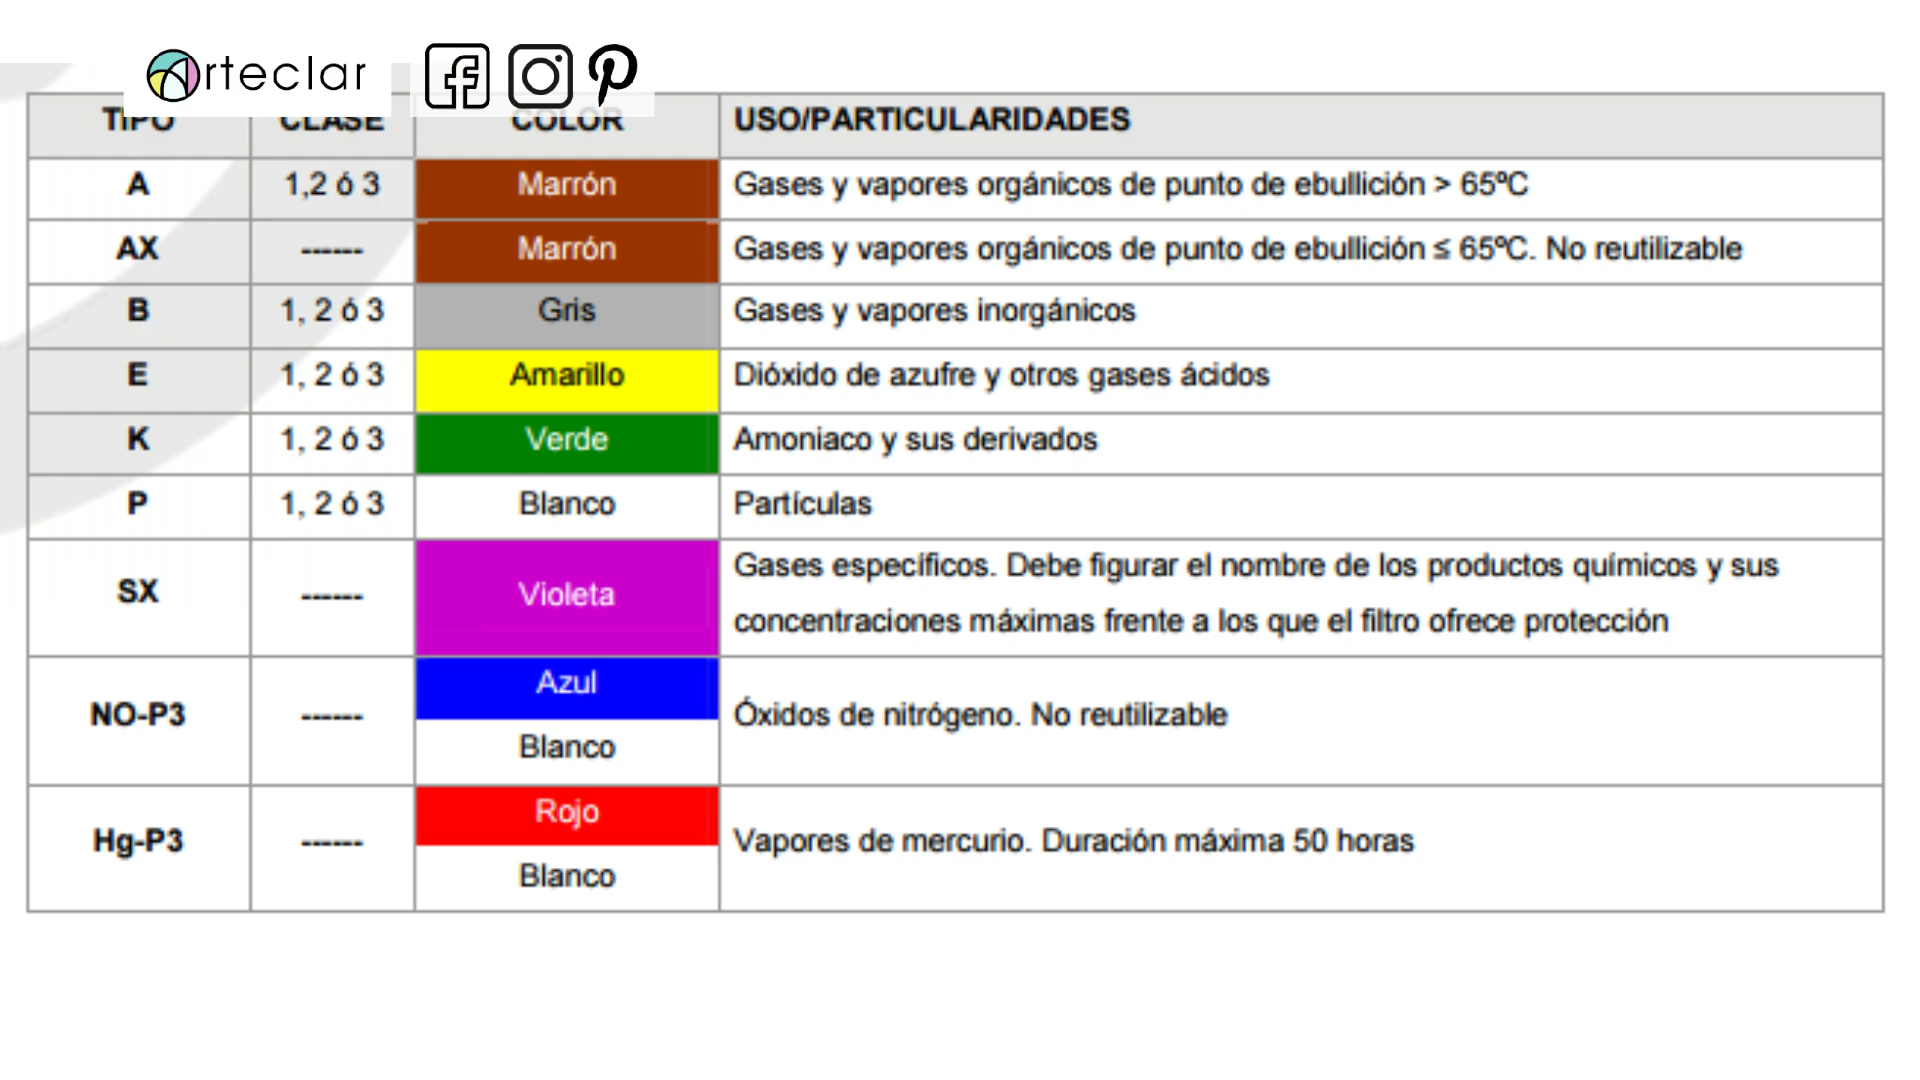 rteclar
TIPO CLASE COLOR USO/PARTICULARIDADES
A 1,2 ó 3 Marrón Gases y vapores orgánicos de punto de ebullición > 65ºC
AX ------ Marrón Gases y vapores orgánicos de punto de ebullición ≤ 65ºC. No reutilizable
B 1, 2 ó 3 Gris Gases y vapores inorgánicos
E 1, 2 ó 3 Amarillo Dióxido de azufre y otros gases ácidos
K 1, 2 ó 3 Verde Amoniaco y sus derivados
P 1, 2 ó 3 Blanco Partículas
SX ------ Violeta Gases específicos. Debe figurar el nombre de los productos químicos y sus
concentraciones máximas frente a los que el filtro ofrece protección
NO-P3 ------ Azul Óxidos de nitrógeno. No reutilizable
Blanco
Hg-P3 ------ Rojo Vapores de mercurio. Duración máxima 50 horas
Blanco